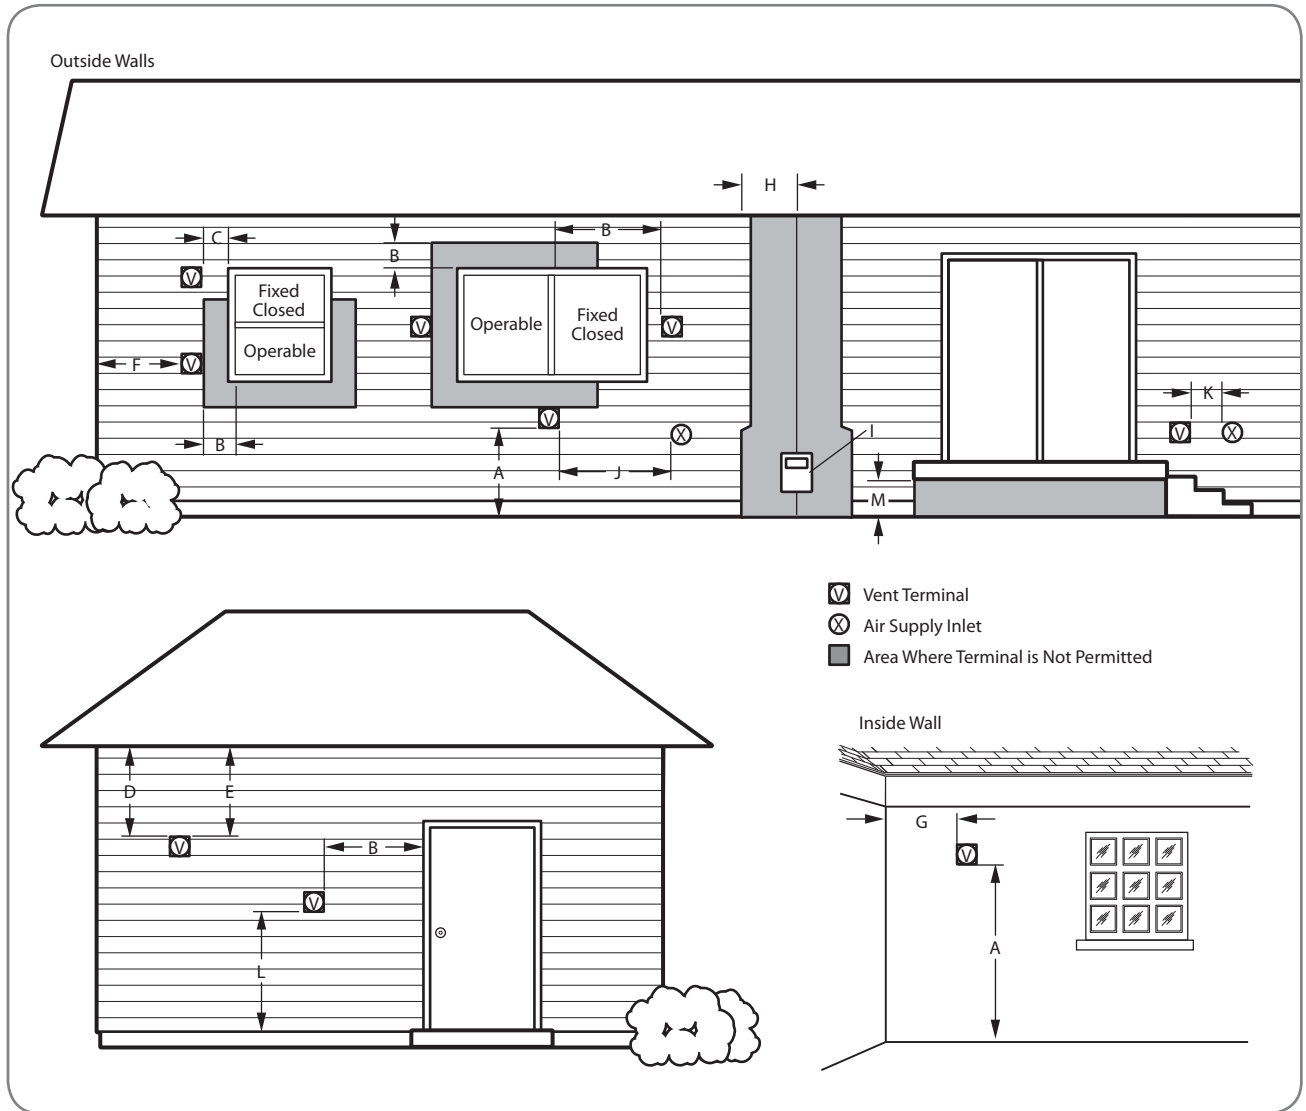 Outside Walls
H
C
B
B
V
Fixed
Closed
Operable
V
Operable
Fixed
Closed
V
F
V
B
V
A
J
X
I
M
K
V
X
V Vent Terminal
X Air Supply Inlet
Area Where Terminal is Not Permitted
D
E
V
B
V
L
Inside Wall
G
V
A